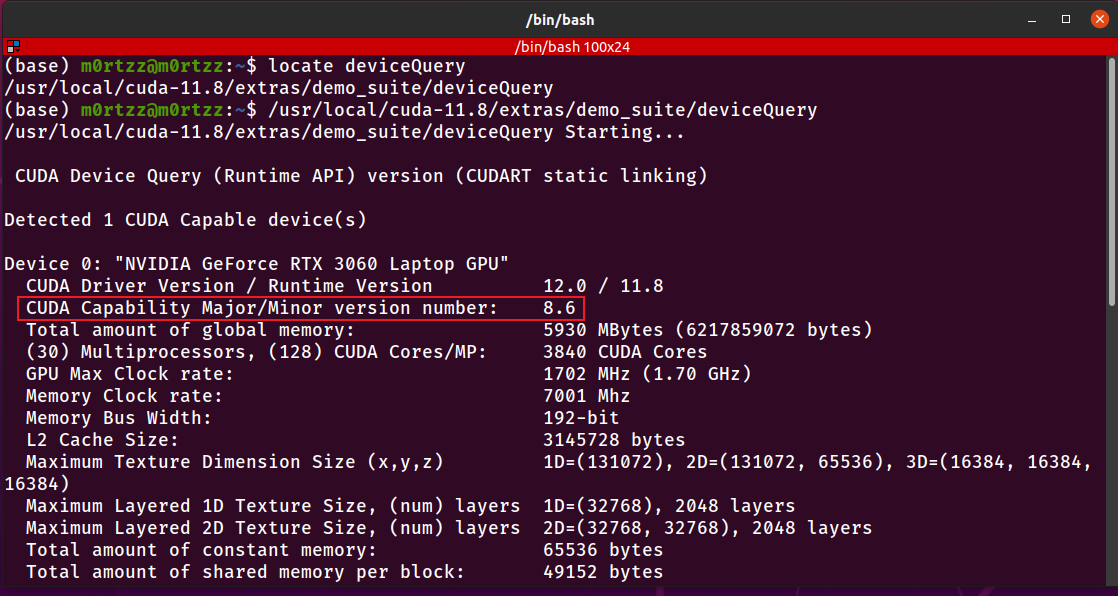 /bin/bash
/bin/bash 100x24
(base) m0rtzz@m0rtzz:~$ locate deviceQuery
/usr/local/cuda-11.8/extras/demo_suite/deviceQuery
(base) m0rtzz@m0rtzz:~$ /usr/local/cuda-11.8/extras/demo_suite/deviceQuery
/usr/local/cuda-11.8/extras/demo_suite/deviceQuery Starting...
CUDA Device Query (Runtime API) version (CUDART static linking)
Detected 1 CUDA Capable device(s)
Device 0: "NVIDIA GeForce RTX 3060 Laptop GPU"
CUDA Driver Version / Runtime Version 12.0 / 11.8
CUDA Capability Major/Minor version number: 8.6
Total amount of global memory: 5930 MBytes (6217859072 bytes)
(30) Multiprocessors, (128) CUDA Cores/MP: 3840 CUDA Cores
GPU Max Clock rate: 1702 MHz (1.70 GHz)
Memory Clock rate: 7001 Mhz
Memory Bus Width: 192-bit
L2 Cache Size: 3145728 bytes
Maximum Texture Dimension Size (x,y,z) 1D=(131072), 2D=(131072, 65536), 3D=(16384, 16384,
16384)
Maximum Layered 1D Texture Size, (num) layers 1D=(32768), 2048 layers
Maximum Layered 2D Texture Size, (num) layers 2D=(32768, 32768), 2048 layers
Total amount of constant memory: 65536 bytes
Total amount of shared memory per block: 49152 bytes